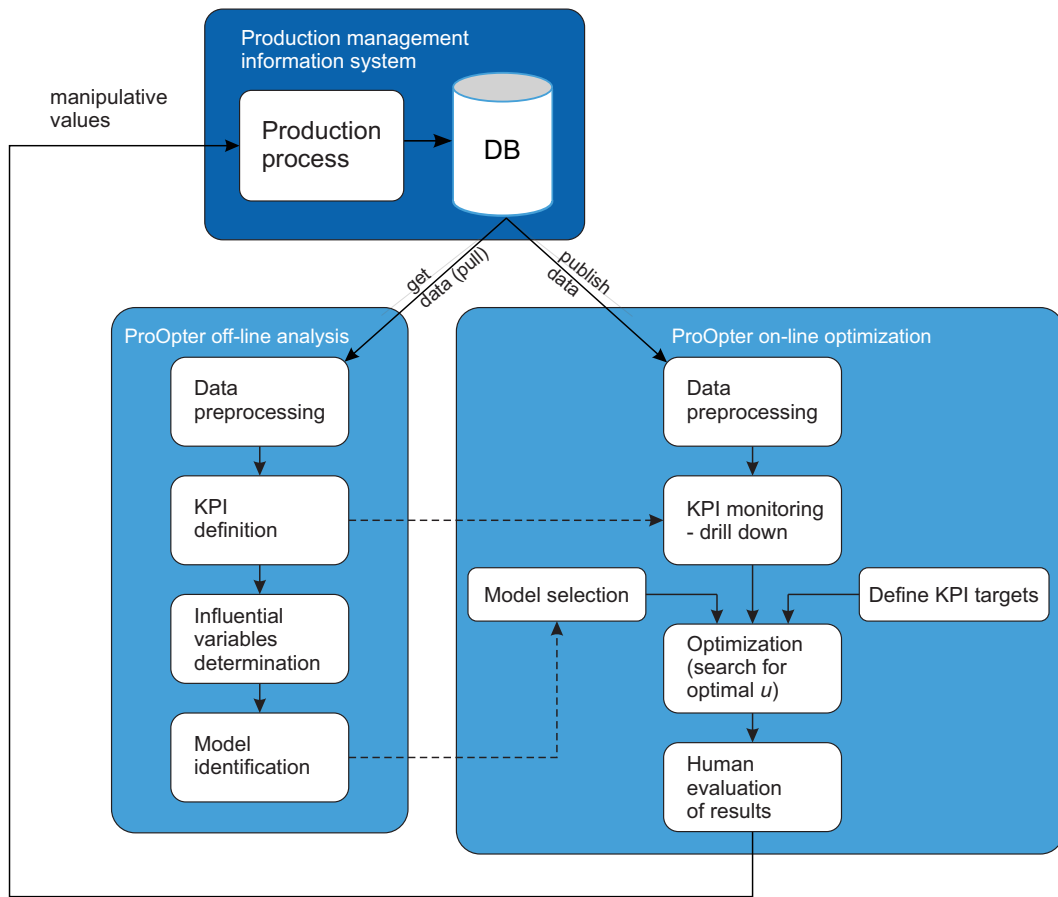 Production management
information system
manipulative
values
Production
process
DB
get
data (pull)
publish
data
ProOpter off-line analysis
Data
preprocessing
KPI
definition
Influential
variables
determination
Model
identification
ProOpter on-line optimization
Data
preprocessing
KPI monitoring
- drill down
Model selection
Define KPI targets
Optimization
(search for
optimal u)
Human
evaluation
of results